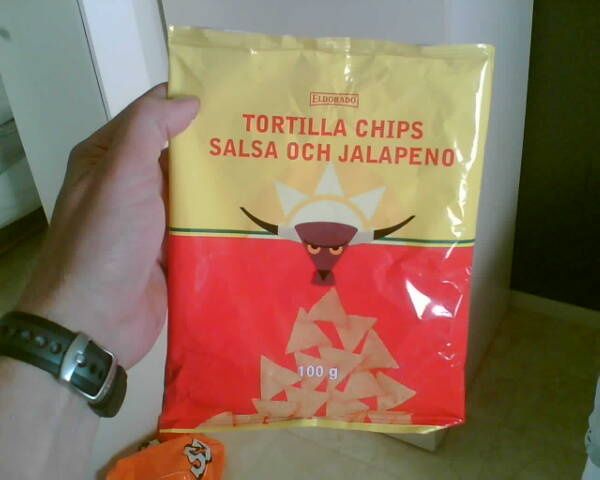 ELDORADO
TORTILLA CHIPS
SALSA OCH JALAPENO
100 g